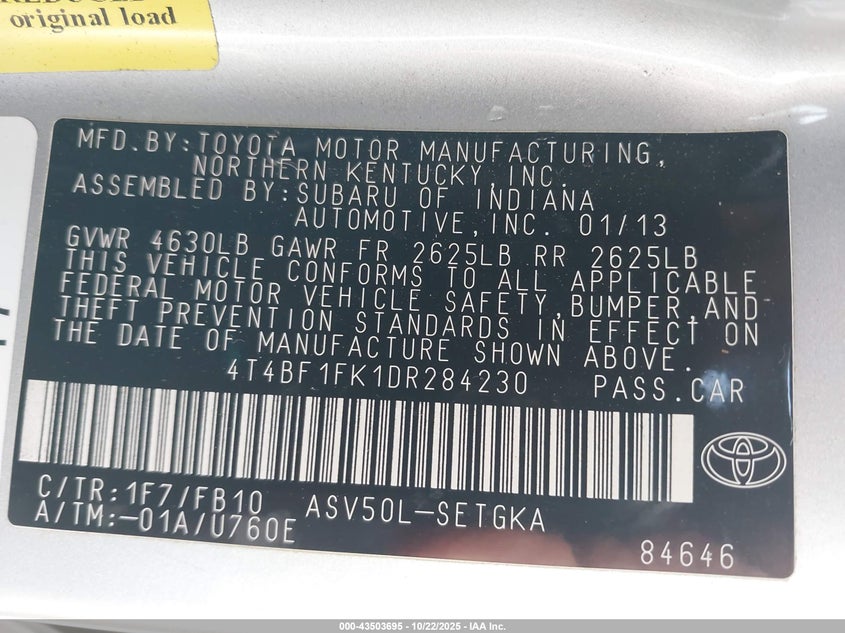 original load
MFD.BY:TOYOTA MOTOR MANUFACTURING,
NORTHERN KENTUCKY,INC.
ASSEMBLED BY:SUBARU OF INDIANA
AUTOMOTIVE,INC. 01/13
GVWR 4630LB GAWR FR 2625LB RR 2625LB
THIS VEHICLE CONFORMS TO ALL APPLICABLE
FEDERAL MOTOR VEHICLE SAFETY,BUMPER,AND
THEFT PREVENTION STANDARDS IN EFFECT ON
THE DATE OF MANUFACTURE SHOWN ABOVE.
4T4BF1FK1DR284230 PASS.CAR
C/TR:1F7/FB10 ASV50L-SETGKA
A/TM:-01A/U760E
84646
000-43503695 - 10/22/2025 - IAA Inc.